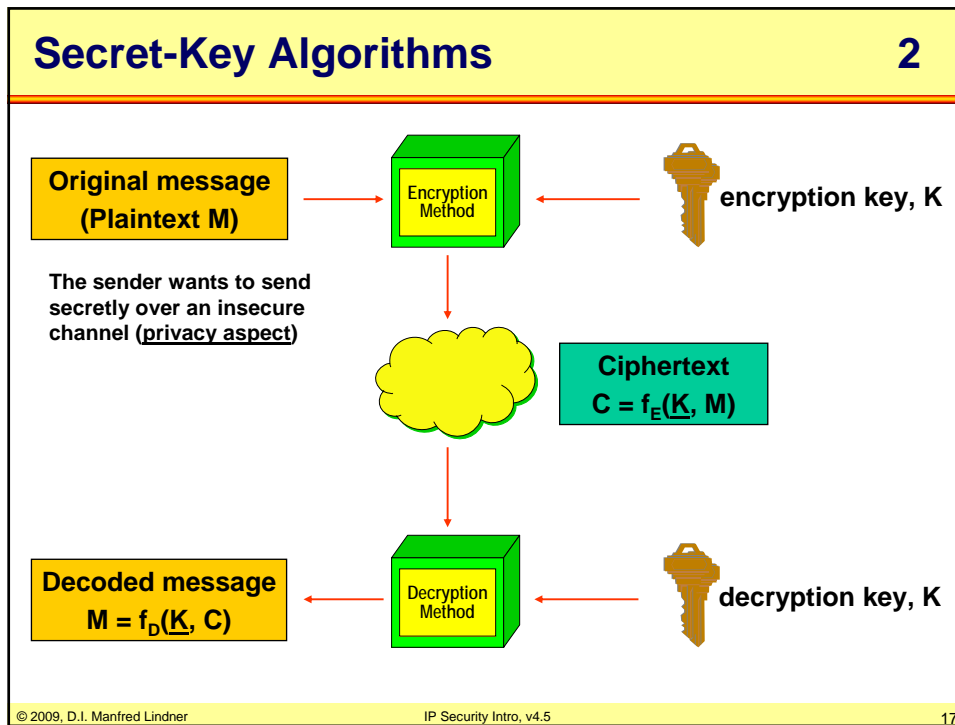 Secret-Key Algorithms 2
Original message
(Plaintext M)
Encryption
Method
encryption key, K
The sender wants to send
secretly over an insecure
channel (privacy aspect)
Ciphertext
C = fE(K, M)
Decoded message
M = fD(K, C)
Decryption
Method
decryption key, K
© 2009, D.I. Manfred Lindner IP Security Intro, v4.5 17